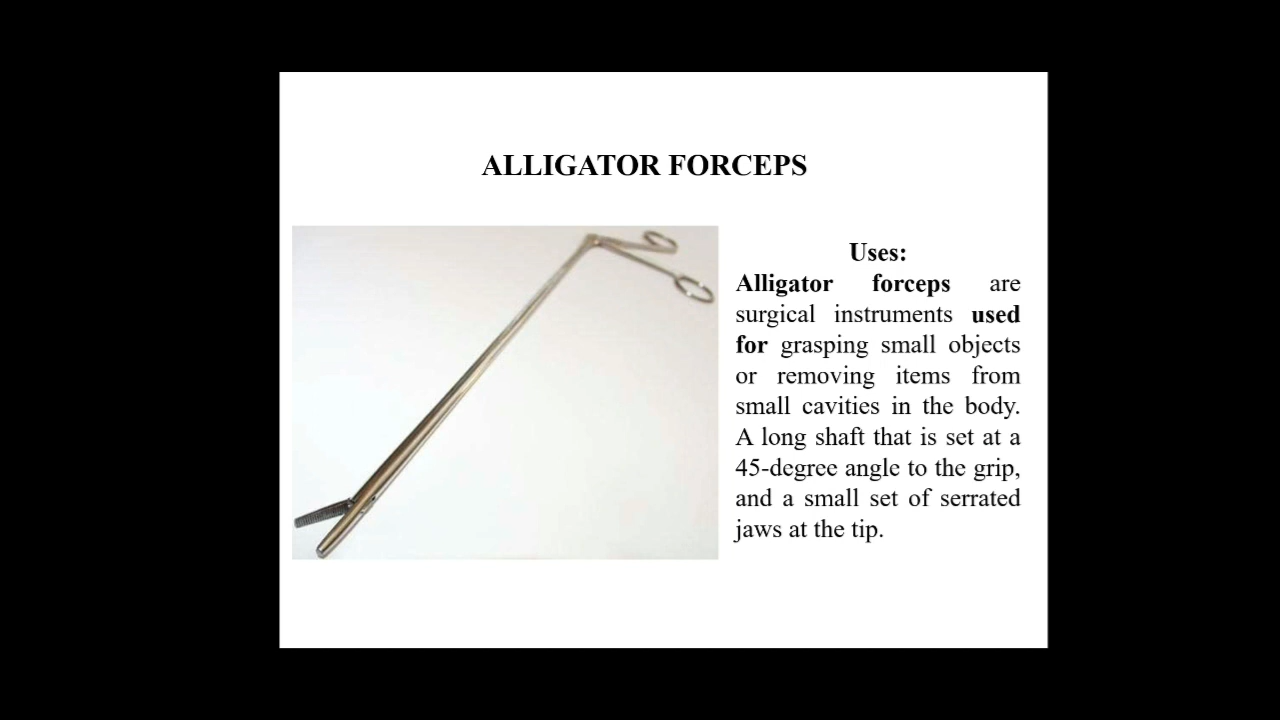 ALLIGATOR FORCEPS
Uses:
Alligator forceps are
surgical instruments used
for grasping small objects
or removing items from
small cavities in the body.
A long shaft that is set at a
45-degree angle to the grip,
and a small set of serrated
jaws at the tip.